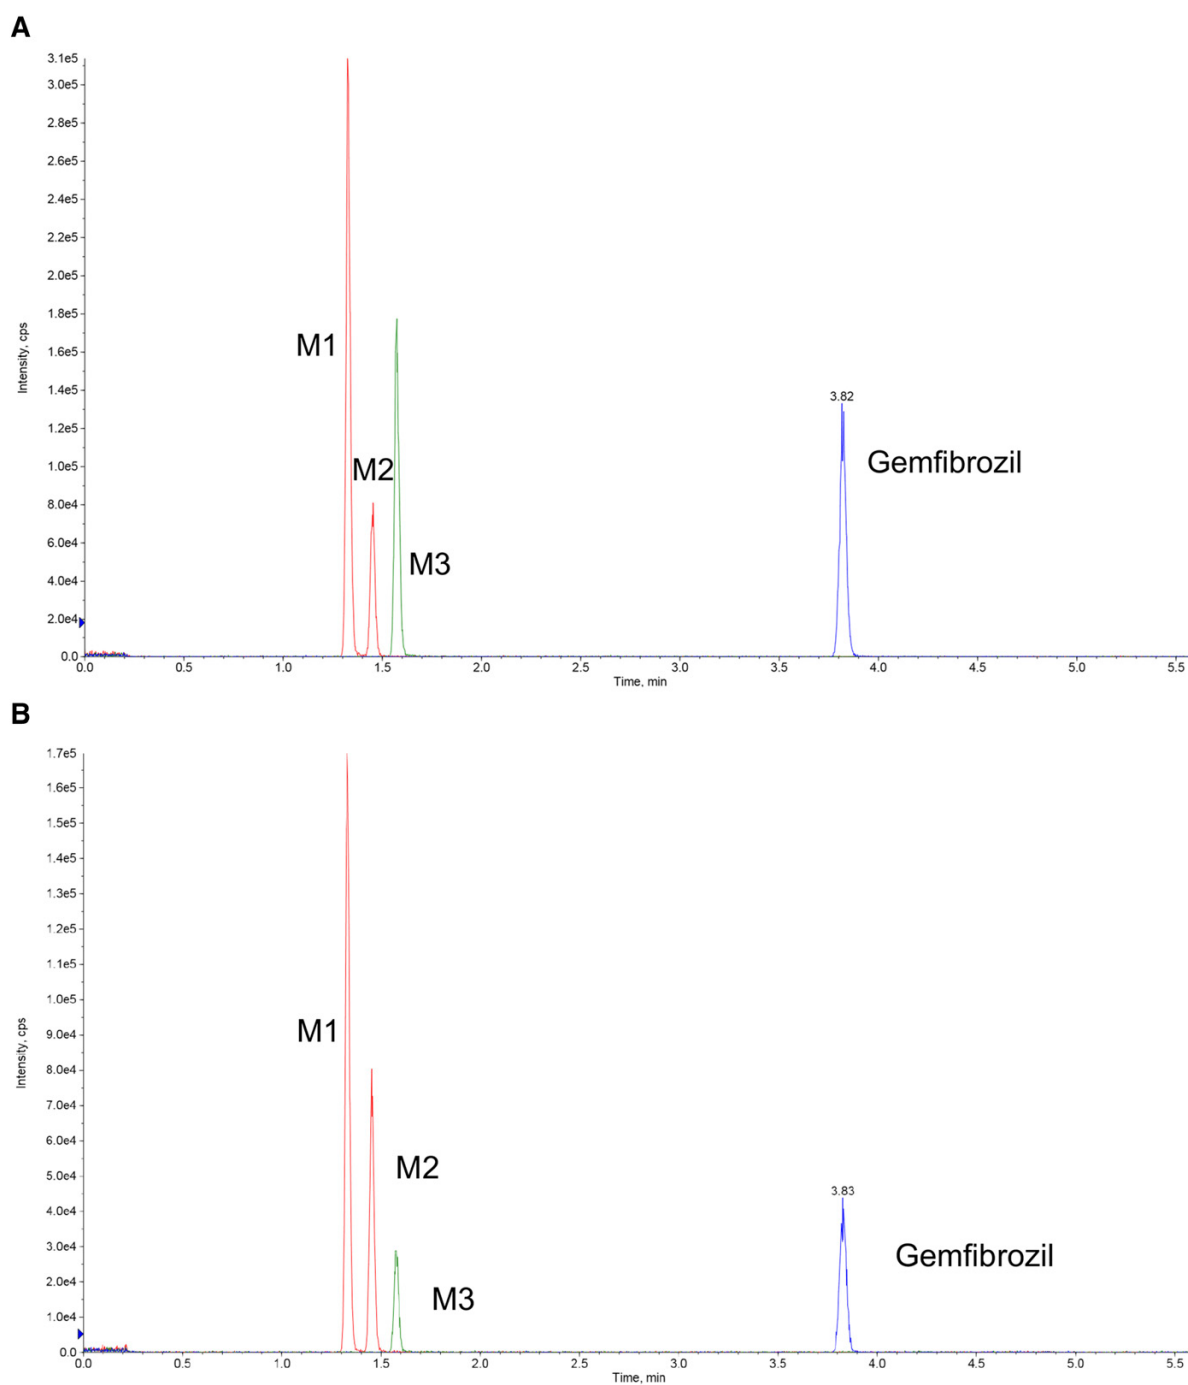 A
3.1e5
3.0e5
2.8e5
2.6e5
2.4e5
2.2e5
2.0e5
1.8e5
1.6e5
1.4e5
1.2e5
1.0e5
8.0e4
6.0e4
4.0e4
2.0e4
0.0
Intensity, cps
M1
M2
M3
3.82
Gemfibrozil
0.0 0.5 1.0 1.5 2.0 2.5 3.0 3.5 4.0 4.5 5.0 5.5
Time, min
B
1.7e5
1.6e5
1.5e5
1.4e5
1.3e5
1.2e5
1.1e5
1.0e5
9.0e4
8.0e4
7.0e4
6.0e4
5.0e4
4.0e4
3.0e4
2.0e4
1.0e4
0.0
Intensity, cps
M1
M2
M3
3.83
Gemfibrozil
0.0 0.5 1.0 1.5 2.0 2.5 3.0 3.5 4.0 4.5 5.0 5.5
Time, min